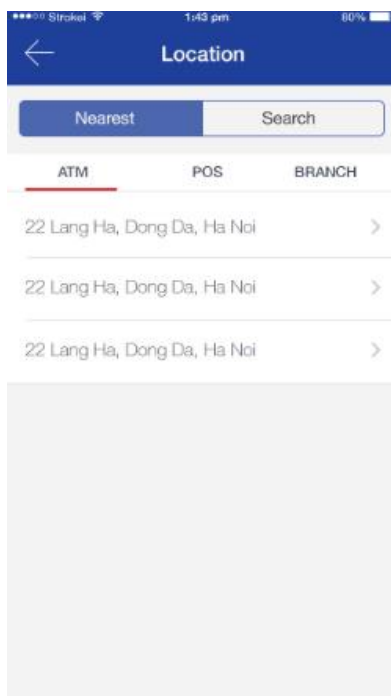 Strokei 1:43 pm 80%
Location
Nearest Search
ATM POS BRANCH
22 Lang Ha, Dong Da, Ha Noi
22 Lang Ha, Dong Da, Ha Noi
22 Lang Ha, Dong Da, Ha Noi